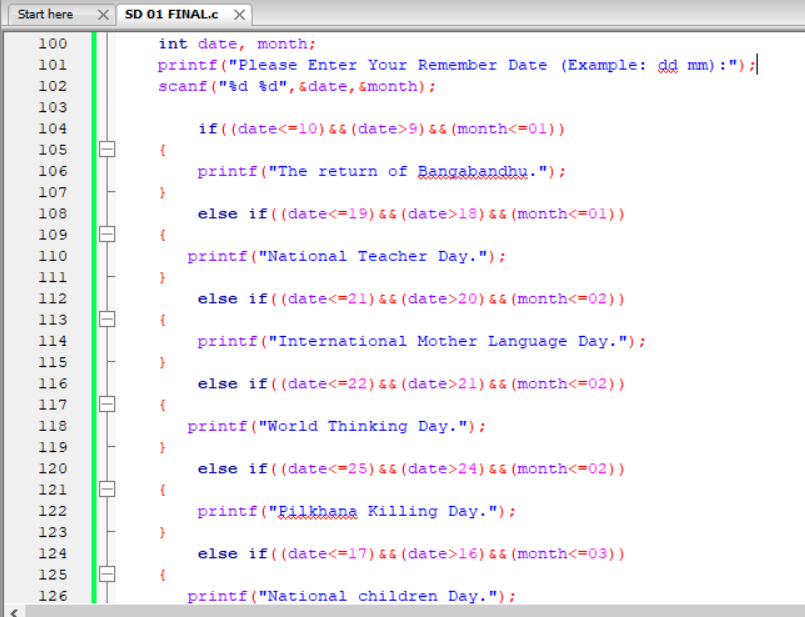 Start here SD 01 FINAL.c
100 int date, month;
101 printf("Please Enter Your Remember Date (Example: dd mm):");
102 scanf("%d %d",&date,&month);
103
104 if((date<=10)&&(date>9)&&(month<=01))
105 {
106 printf("The return of Bangabandhu.");
107 }
108 else if((date<=19)&&(date>18)&&(month<=01))
109 {
110 printf("National Teacher Day.");
111 }
112 else if((date<=21)&&(date>20)&&(month<=02))
113 {
114 printf("International Mother Language Day.");
115 }
116 else if((date<=22)&&(date>21)&&(month<=02))
117 {
118 printf("World Thinking Day.");
119 }
120 else if((date<=25)&&(date>24)&&(month<=02))
121 {
122 printf("Pilkhana Killing Day.");
123 }
124 else if((date<=17)&&(date>16)&&(month<=03))
125 {
126 printf("National children Day.");